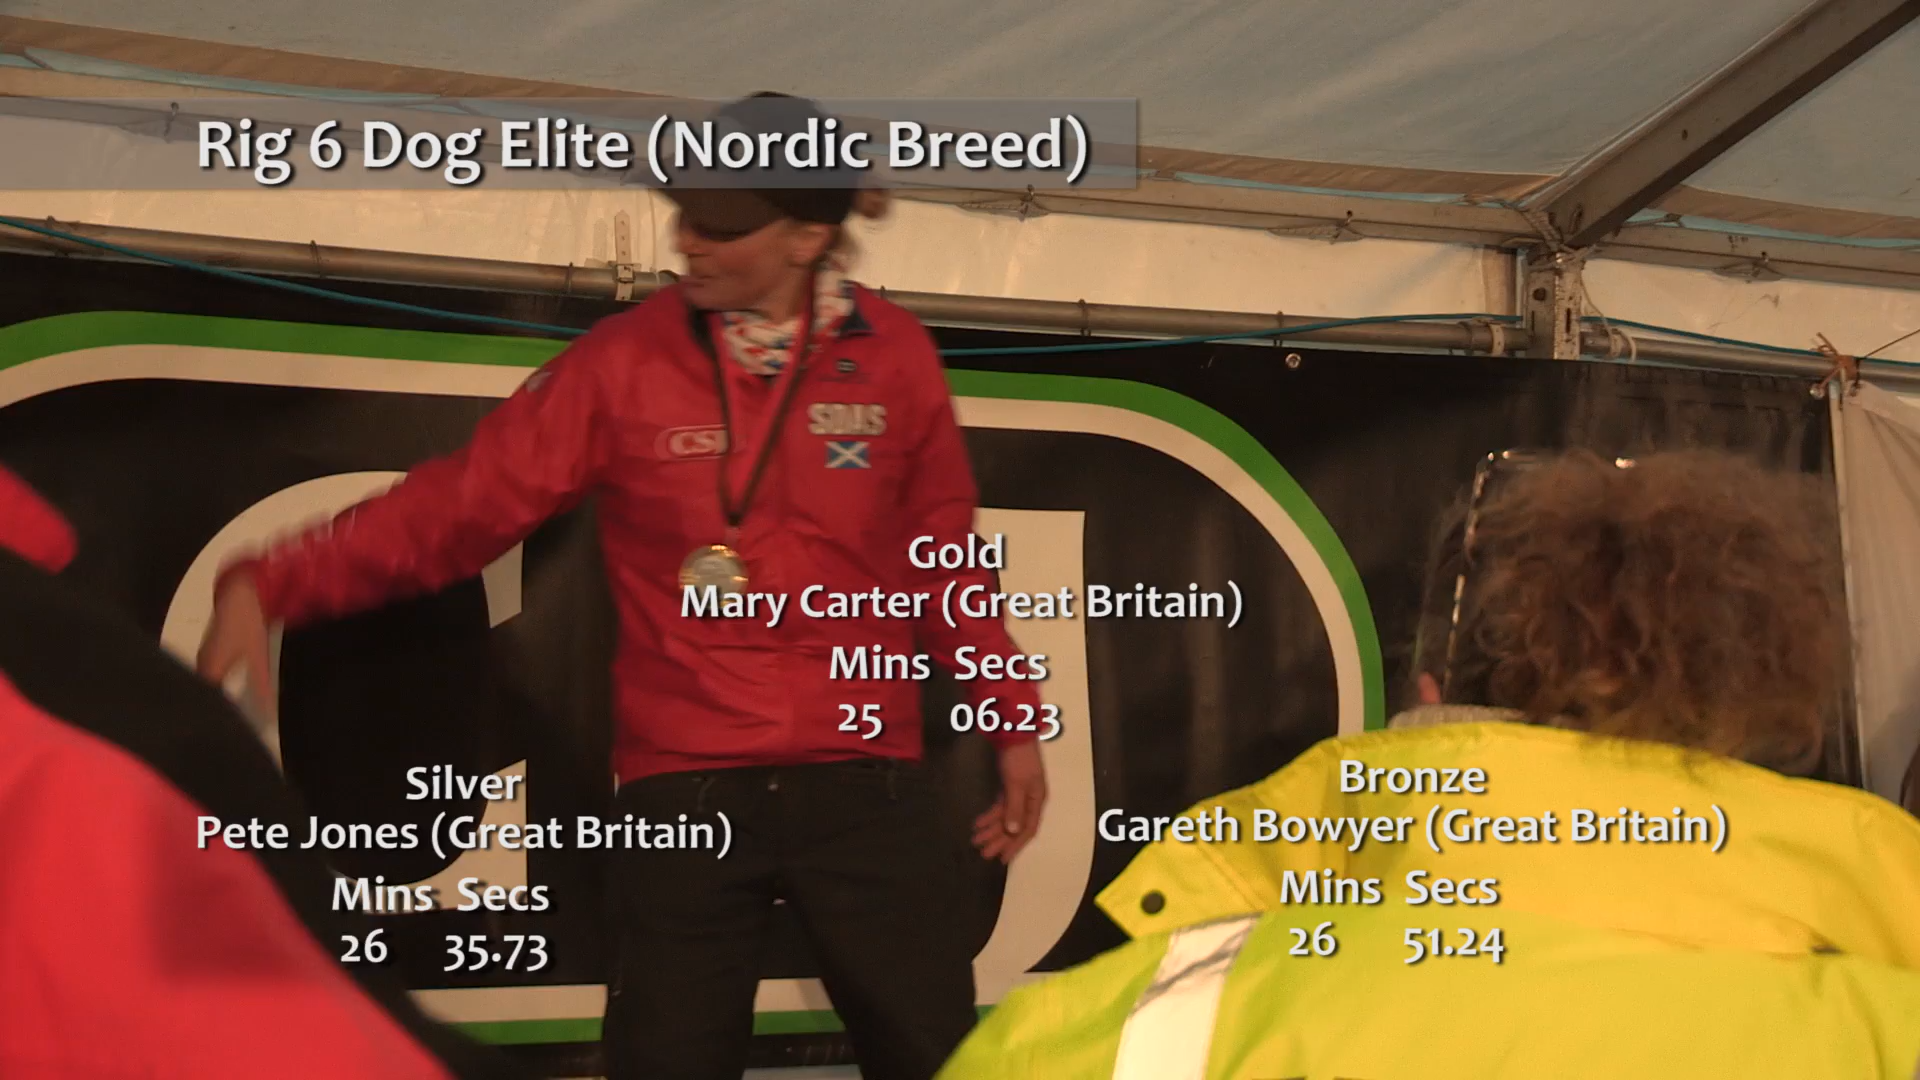 Rig 6 Dog Elite (Nordic Breed)
SDAS
Gold
Mary Carter (Great Britain)
Mins Secs
25 06.23
Silver
Pete Jones (Great Britain)
Mins Secs
26 35.73
Bronze
Gareth Bowyer (Great Britain)
Mins Secs
26 51.24